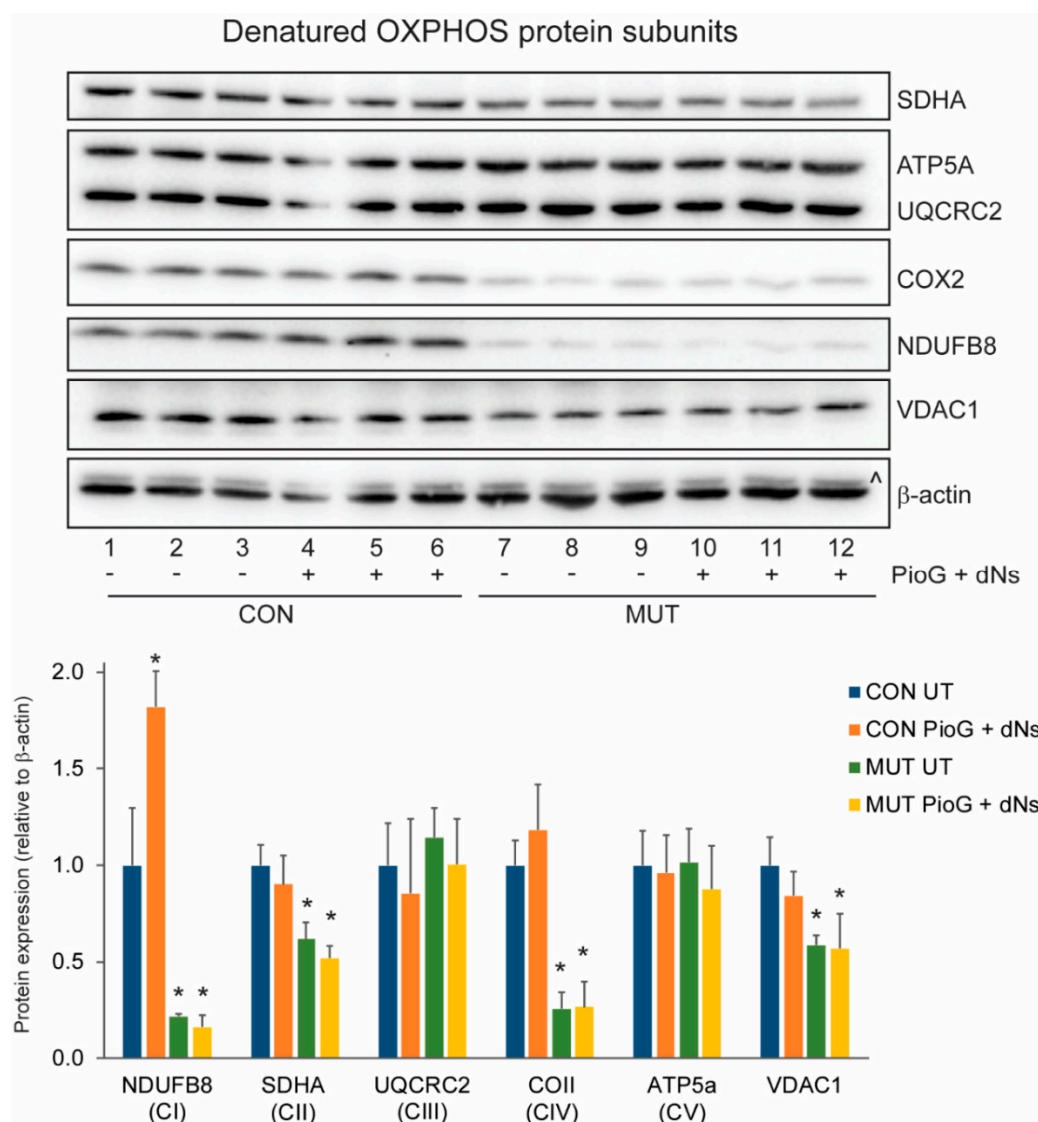 Denatured OXPHOS protein subunits
SDHA
ATP5A
UQCRC2
COX2
NDUFB8
VDAC1
^
β-actin
1 2 3 4 5 6 7 8 9 10 11 12
- - - + + + - - - + + + PioG + dNs
CON MUT
Protein expression (relative to β-actin)
2.0
1.5
1.0
0.5
0.0
* * * * * * * * *
CON UT
CON PioG + dNs
MUT UT
MUT PioG + dNs
NDUFB8 SDHA UQCRC2 COII ATP5a VDAC1
(CI) (CII) (CIII) (CIV) (CV)